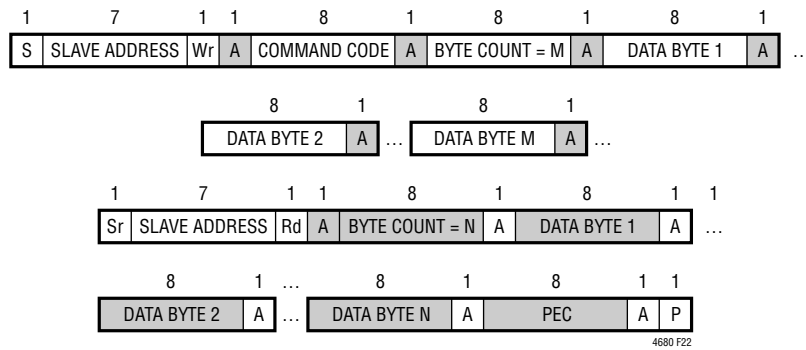 1 7 1 1 8 1 8 1 8 1
S SLAVE ADDRESS Wr A COMMAND CODE A BYTE COUNT = M A DATA BYTE 1 A …
8 1 8 1
DATA BYTE 2 A … DATA BYTE M A …
1 7 1 1 8 1 8 1 1
Sr SLAVE ADDRESS Rd A BYTE COUNT = N A DATA BYTE 1 A …
8 1 … 8 1 8 1 1
DATA BYTE 2 A … DATA BYTE N A PEC A P
4680 F22